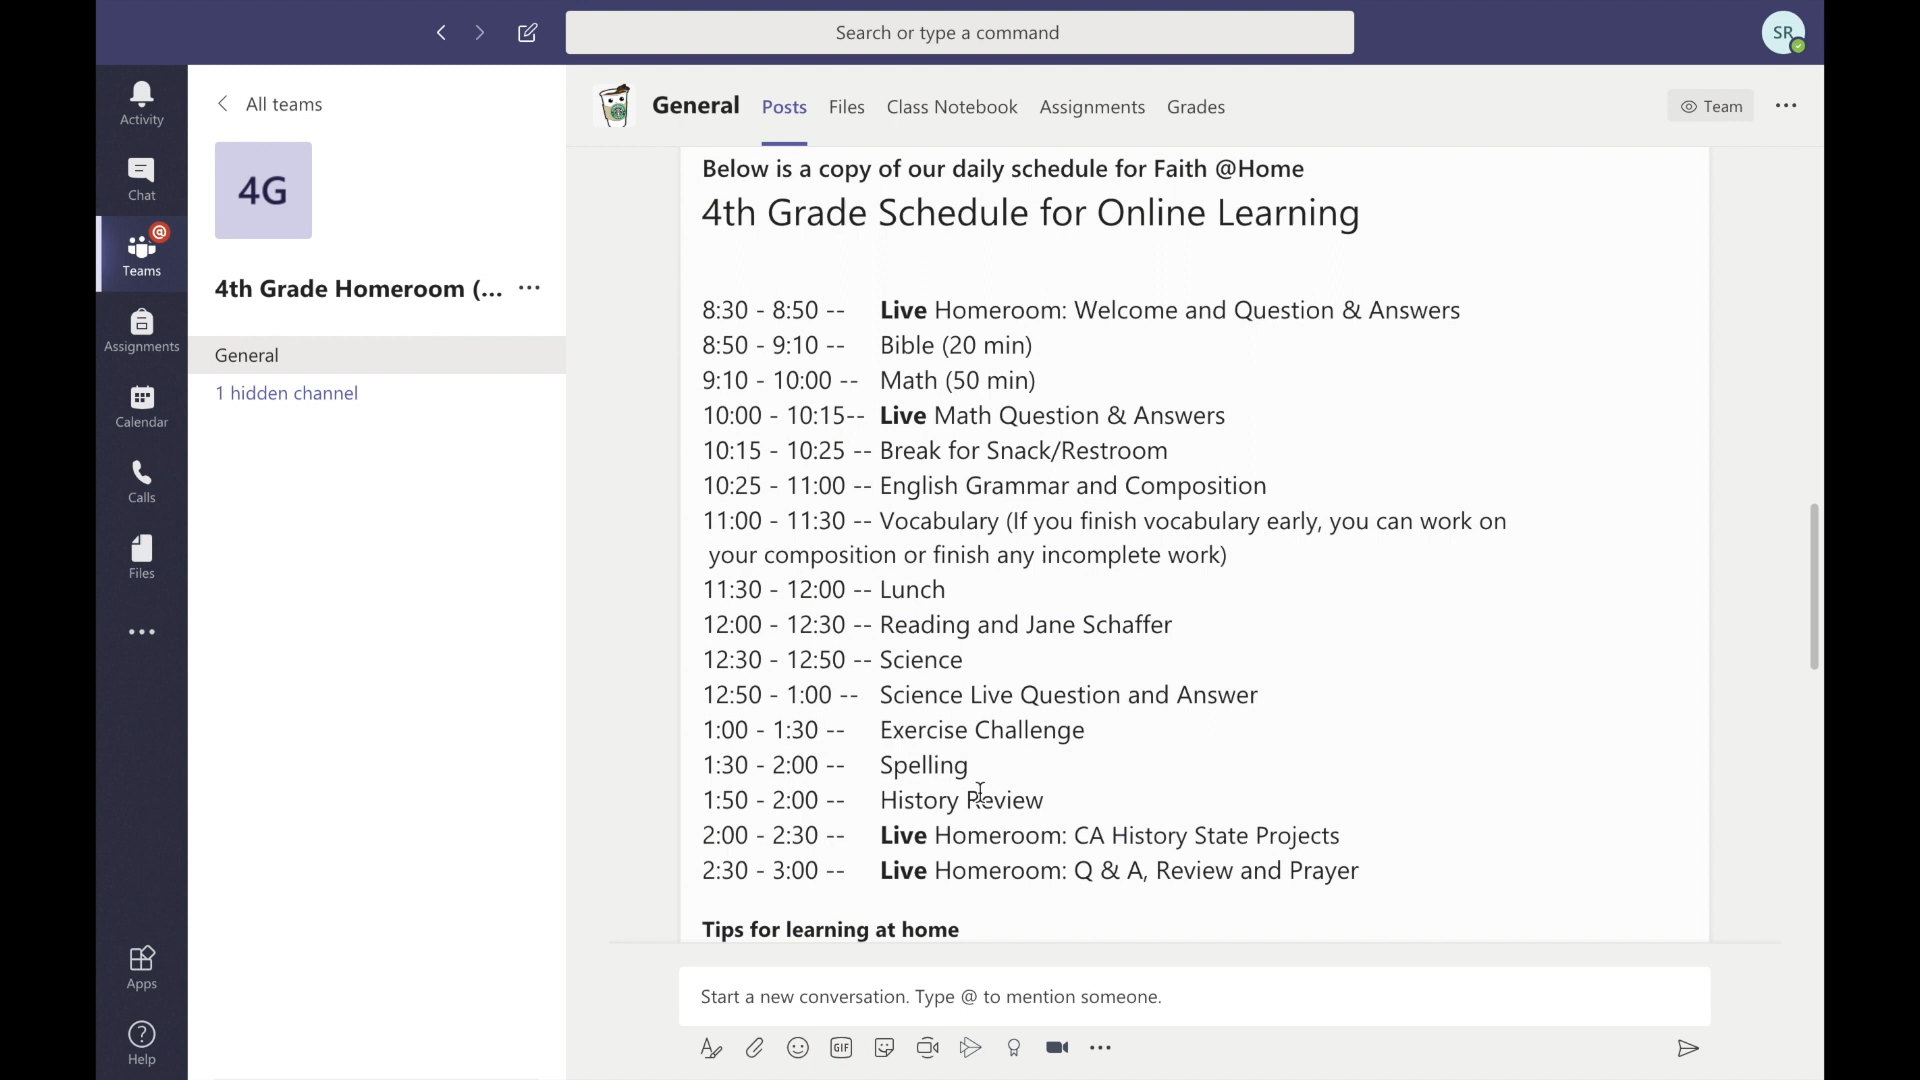 Search or type a command
SR
Activity
Chat
@
Teams
Assignments
Calendar
Calls
Files
Apps
Help
All teams
4G
4th Grade Homeroom (...
General
1 hidden channel
General
Posts
Files
Class Notebook
Assignments
Grades
Team
Below is a copy of our daily schedule for Faith @Home
4th Grade Schedule for Online Learning
8:30 - 8:50 -- Live Homeroom: Welcome and Question & Answers
8:50 - 9:10 -- Bible (20 min)
9:10 - 10:00 -- Math (50 min)
10:00 - 10:15-- Live Math Question & Answers
10:15 - 10:25 -- Break for Snack/Restroom
10:25 - 11:00 -- English Grammar and Composition
11:00 - 11:30 -- Vocabulary (If you finish vocabulary early, you can work on
your composition or finish any incomplete work)
11:30 - 12:00 -- Lunch
12:00 - 12:30 -- Reading and Jane Schaffer
12:30 - 12:50 -- Science
12:50 - 1:00 -- Science Live Question and Answer
1:00 - 1:30 -- Exercise Challenge
1:30 - 2:00 -- Spelling
1:50 - 2:00 -- History Review
2:00 - 2:30 -- Live Homeroom: CA History State Projects
2:30 - 3:00 -- Live Homeroom: Q & A, Review and Prayer
Tips for learning at home
Start a new conversation. Type @ to mention someone.
GIF